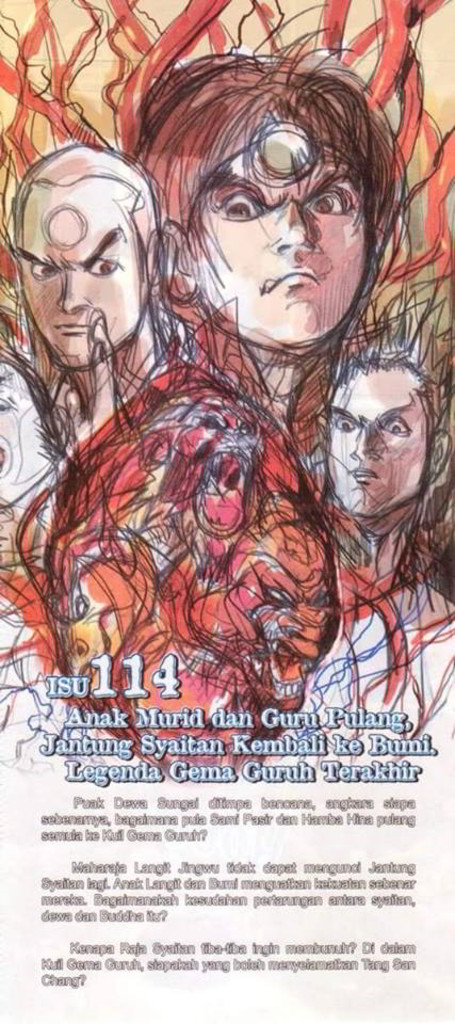 ISU 114
Anak Murid dan Guru Pulang,
Jantung Syaitan Kembali ke Bumi,
Legenda Gema Guruh Terakhir
Puak Dewa Sungai ditimpa bencana, angkara siapa
sebenarnya, bagaimana pula Sami Pasir dan Hamba Hina pulang
semula ke Kuil Gema Guruh?
Maharaja Langit Jingwu tidak dapat mengunci Jantung
Syaitan lagi. Anak Langit dan Bumi menguatkan kekuatan sebenar
mereka. Bagaimanakah kesudahan pertarungan antara syaitan,
dewa dan Buddha itu?
Kenapa Raja Syaitan tiba-tiba ingin membunuh? Di dalam
Kuil Gema Guruh, siapakah yang boleh menyelamatkan Tang San
Chang?